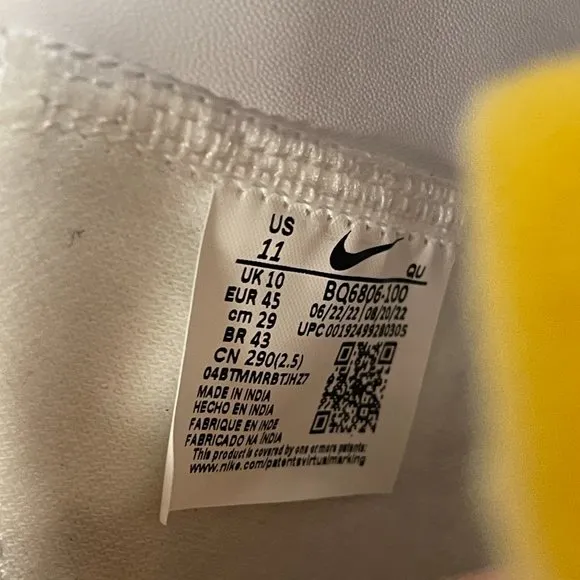 US
11
QU
UK 10
EUR 45
cm 29
BR 43
CN 290(2.5)
BQ6806-100
06/22/22 | 08/20/22
UPC 00192499280305
04BTMMRBTJHZ7
MADE IN INDIA
HECHO EN INDIA
FABRIQUE EN INDE
FABRICADO NA ÍNDIA
This product is covered by one or more patents:
www.nike.com/patentsvirtualmarking